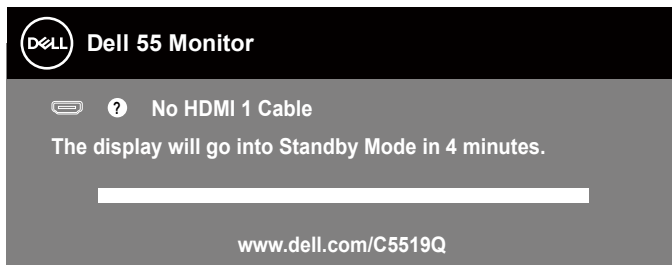 DELL Dell 55 Monitor
? No HDMI 1 Cable
The display will go into Standby Mode in 4 minutes.
www.dell.com/C5519Q